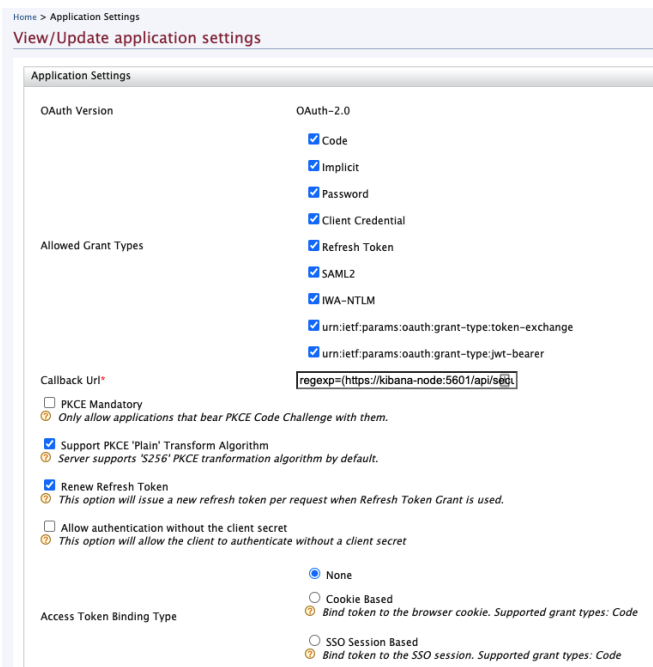 Home > Application Settings
View/Update application settings
Application Settings
OAuth Version OAuth-2.0
Code
Implicit
Password
Client Credential
Allowed Grant Types Refresh Token
SAML2
IWA-NTLM
urn:ietf:params:oauth:grant-type:token-exchange
urn:ietf:params:oauth:grant-type:jwt-bearer
Callback Url* regexp=(https://kibana-node:5601/api/
PKCE Mandatory
Only allow applications that bear PKCE Code Challenge with them.
Support PKCE 'Plain' Transform Algorithm
Server supports 'S256' PKCE tranformation algorithm by default.
Renew Refresh Token
This option will issue a new refresh token per request when Refresh Token Grant is used.
Allow authentication without the client secret
This option will allow the client to authenticate without a client secret
None
Cookie Based
Bind token to the browser cookie. Supported grant types: Code
Access Token Binding Type
SSO Session Based
Bind token to the SSO session. Supported grant types: Code